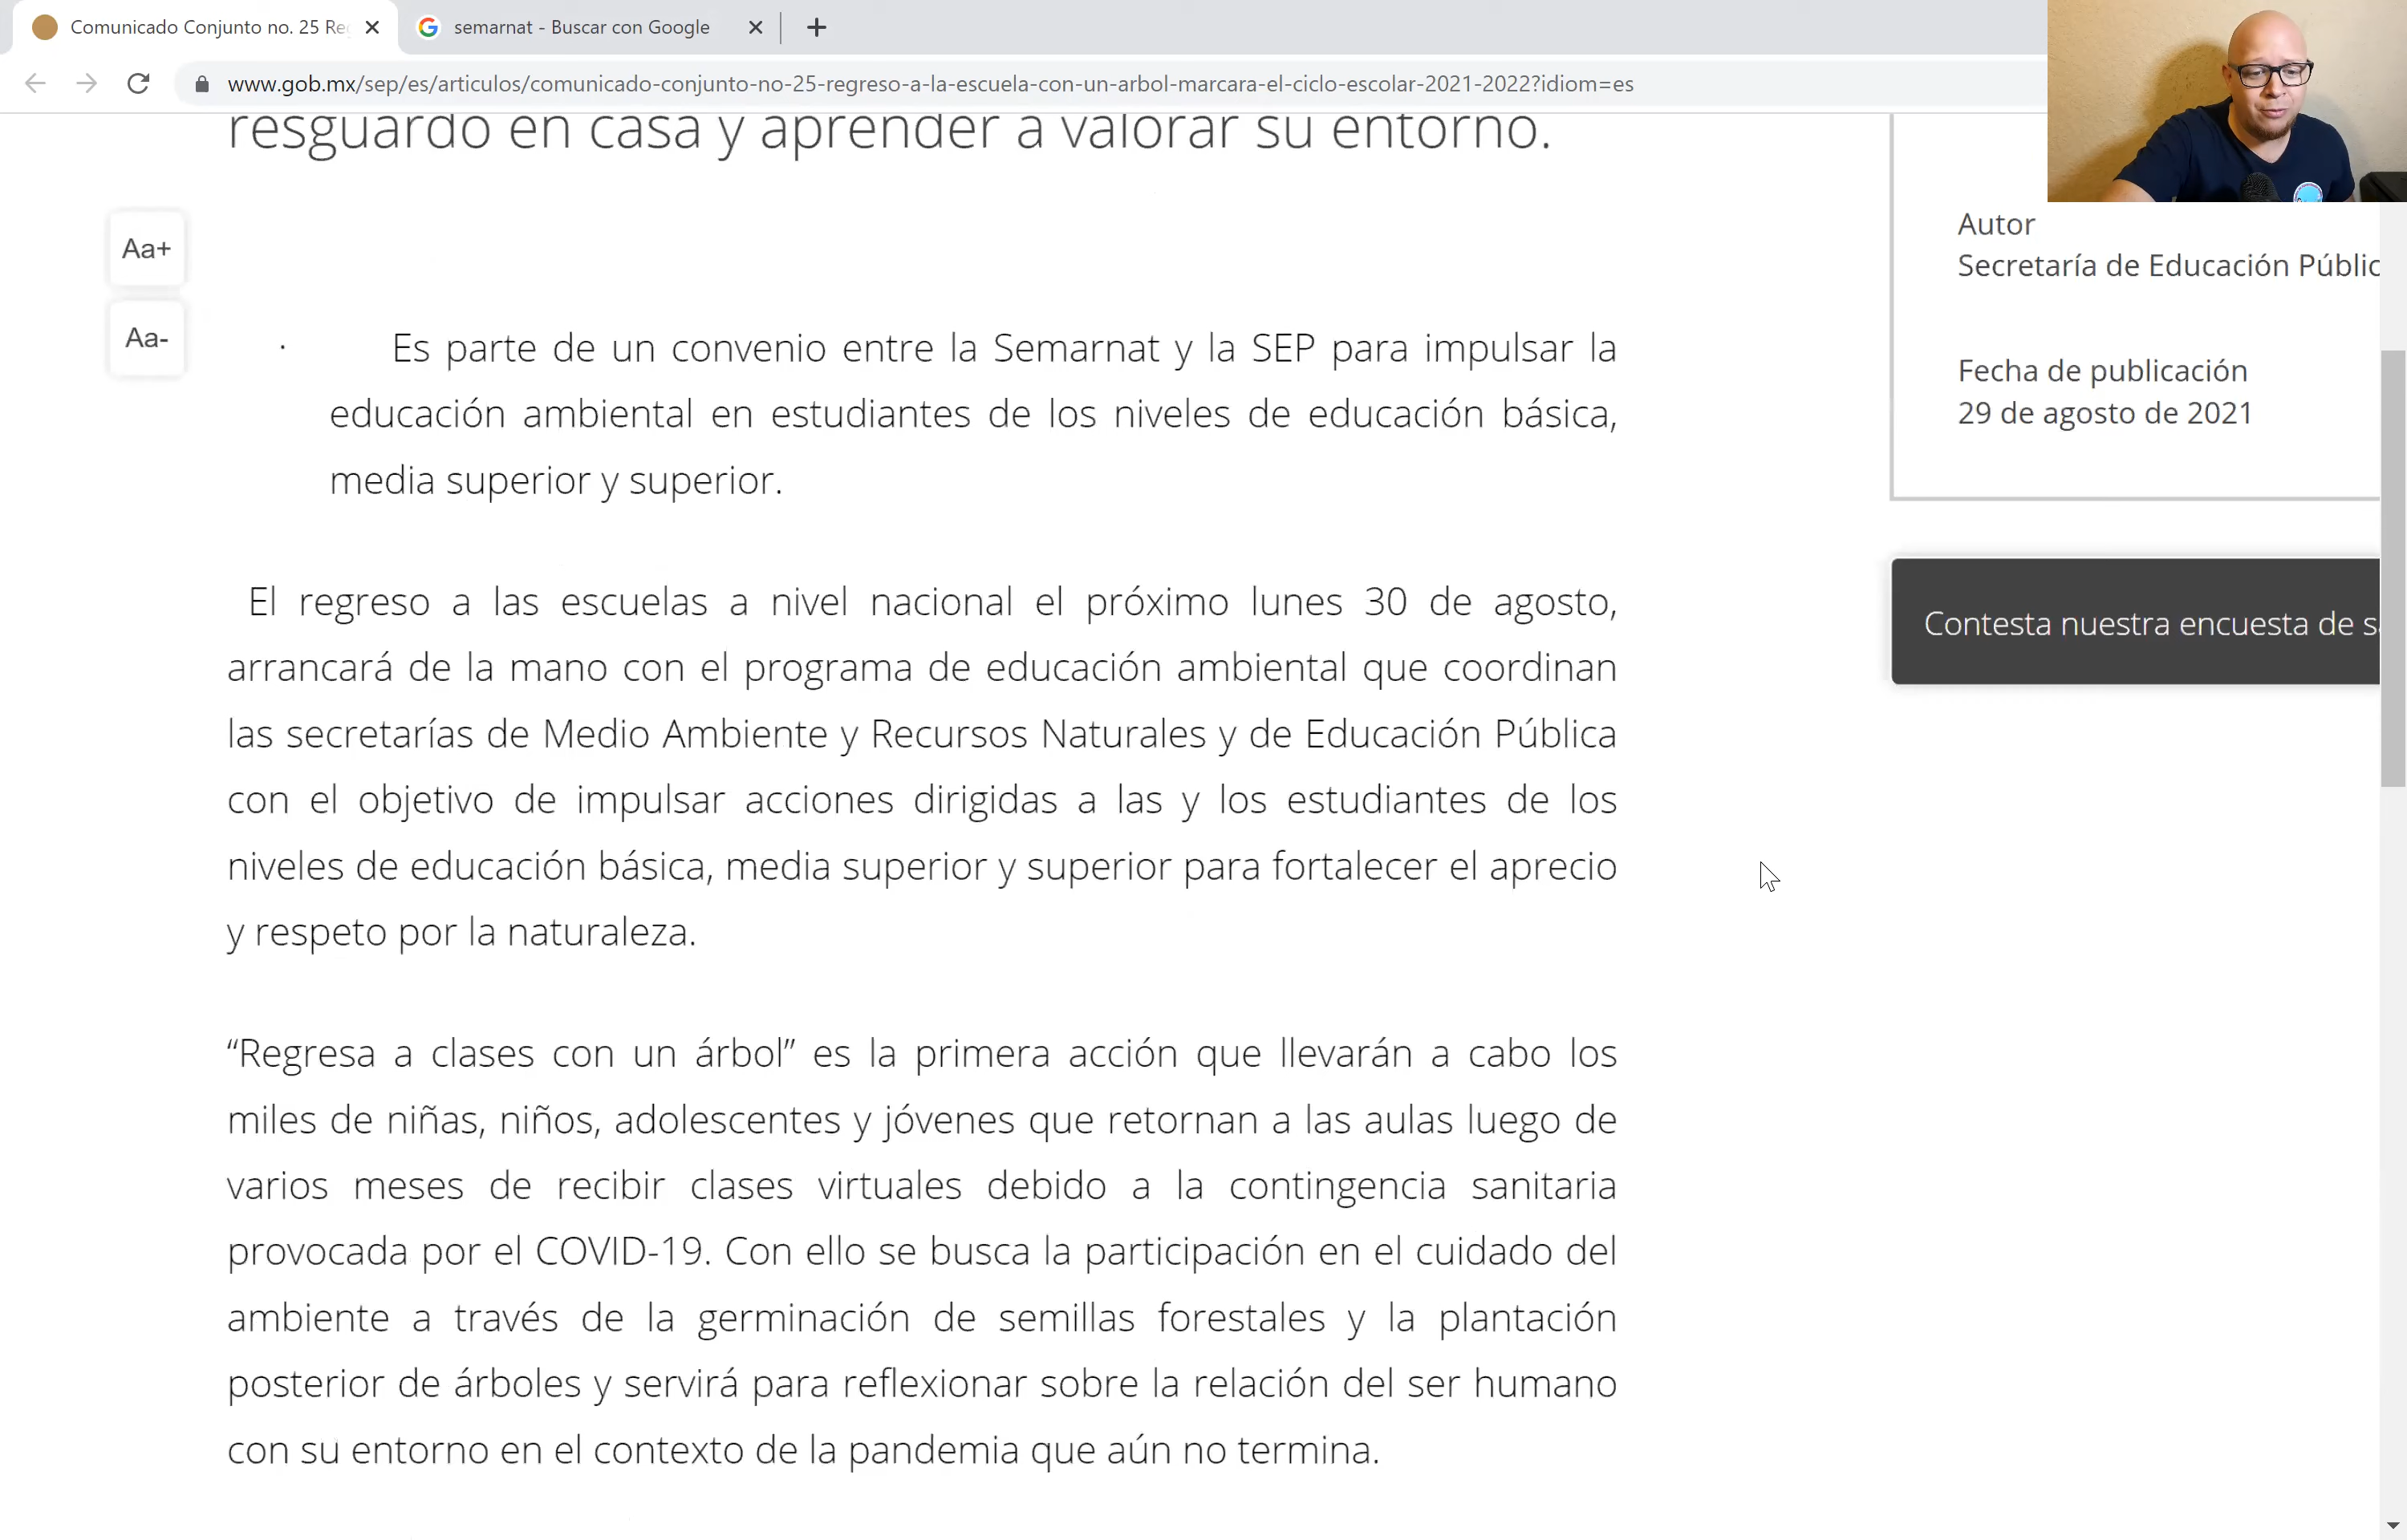 Comunicado Conjunto no. 25 Re
semarnat - Buscar con Google
www.gob.mx/sep/es/articulos/comunicado-conjunto-no-25-regreso-a-la-escuela-con-un-arbol-marcara-el-ciclo-escolar-2021-2022?idiom=es
resguardo en casa y aprender a valorar su entorno.
Aa+
Aa-
· Es parte de un convenio entre la Semarnat y la SEP para impulsar la
educación ambiental en estudiantes de los niveles de educación básica,
media superior y superior.
El regreso a las escuelas a nivel nacional el próximo lunes 30 de agosto,
arrancará de la mano con el programa de educación ambiental que coordinan
las secretarías de Medio Ambiente y Recursos Naturales y de Educación Pública
con el objetivo de impulsar acciones dirigidas a las y los estudiantes de los
niveles de educación básica, media superior y superior para fortalecer el aprecio
y respeto por la naturaleza.
“Regresa a clases con un árbol” es la primera acción que llevarán a cabo los
miles de niñas, niños, adolescentes y jóvenes que retornan a las aulas luego de
varios meses de recibir clases virtuales debido a la contingencia sanitaria
provocada por el COVID-19. Con ello se busca la participación en el cuidado del
ambiente a través de la germinación de semillas forestales y la plantación
posterior de árboles y servirá para reflexionar sobre la relación del ser humano
con su entorno en el contexto de la pandemia que aún no termina.
Autor
Secretaría de Educación Públic
Fecha de publicación
29 de agosto de 2021
Contesta nuestra encuesta de s